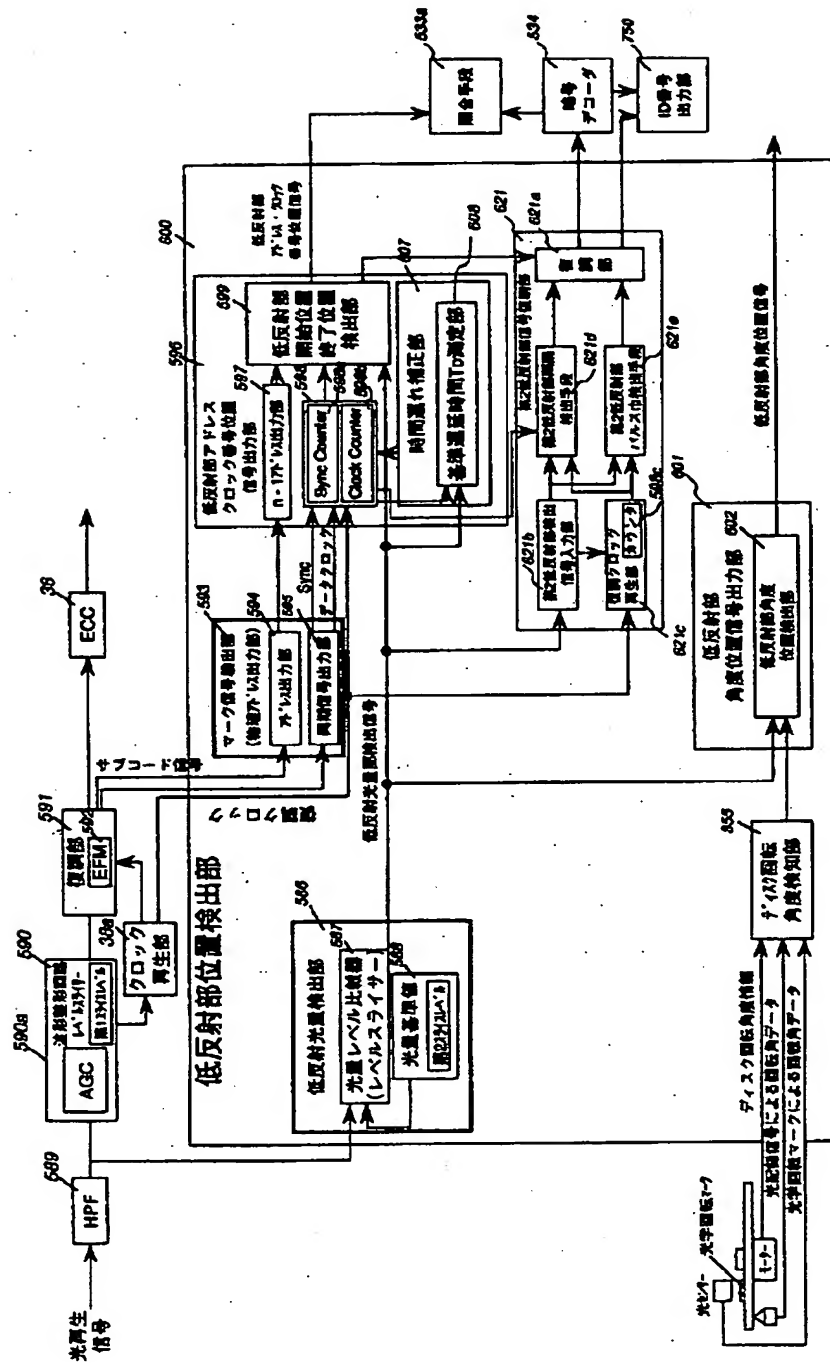 光再生
信号
589
HPF
590a
590
波形整形回路
レベルスライサー
第1スライスレベル
AGC
38a
クロック
再生部
591
復調部
592
EFM
36
ECC
サブコード信号
復調クロック
600
低反射部位置検出部
586
低反射光量検出部
587
光量レベル比較器
(レベルスライサー)
588
光量基準値
第2スライスレベル
低反射光量部検出信号
593
マーク信号検出部
(物理アドレス出力部)
594
アドレス出力部
595
同期信号出力部
Sync
データクロック
596
低反射部アドレス
クロック番号位置
信号出力部
597
n-1アドレス出力部
598
Sync Counter
598a
Clock Counter
598b
599
低反射部
開始位置
終了位置
検出部
低反射部
アドレス・クロック
番号位置信号
607
時間遅れ補正部
608
基準遅延時間TD測定部
621
第2低反射部信号復調部
621a
復調部
621b
第2低反射部検出
信号入力部
621c
復調クロック
再生部
カウンタ
598c
621d
第2低反射部間隔
検出手段
621e
第2低反射部
パルス巾検出手段
533a
照合手段
534
暗号
デコーダ
750
ID番号
出力部
601
低反射部
角度位置信号出力部
602
低反射部角度
位置検出部
低反射部角度位置信号
ディスク回転
角度検知部
ディスク回転角度情報
光記録信号による回転角データ
光学回転マークによる回転角データ
光センサー
光学回転マーク
モーター